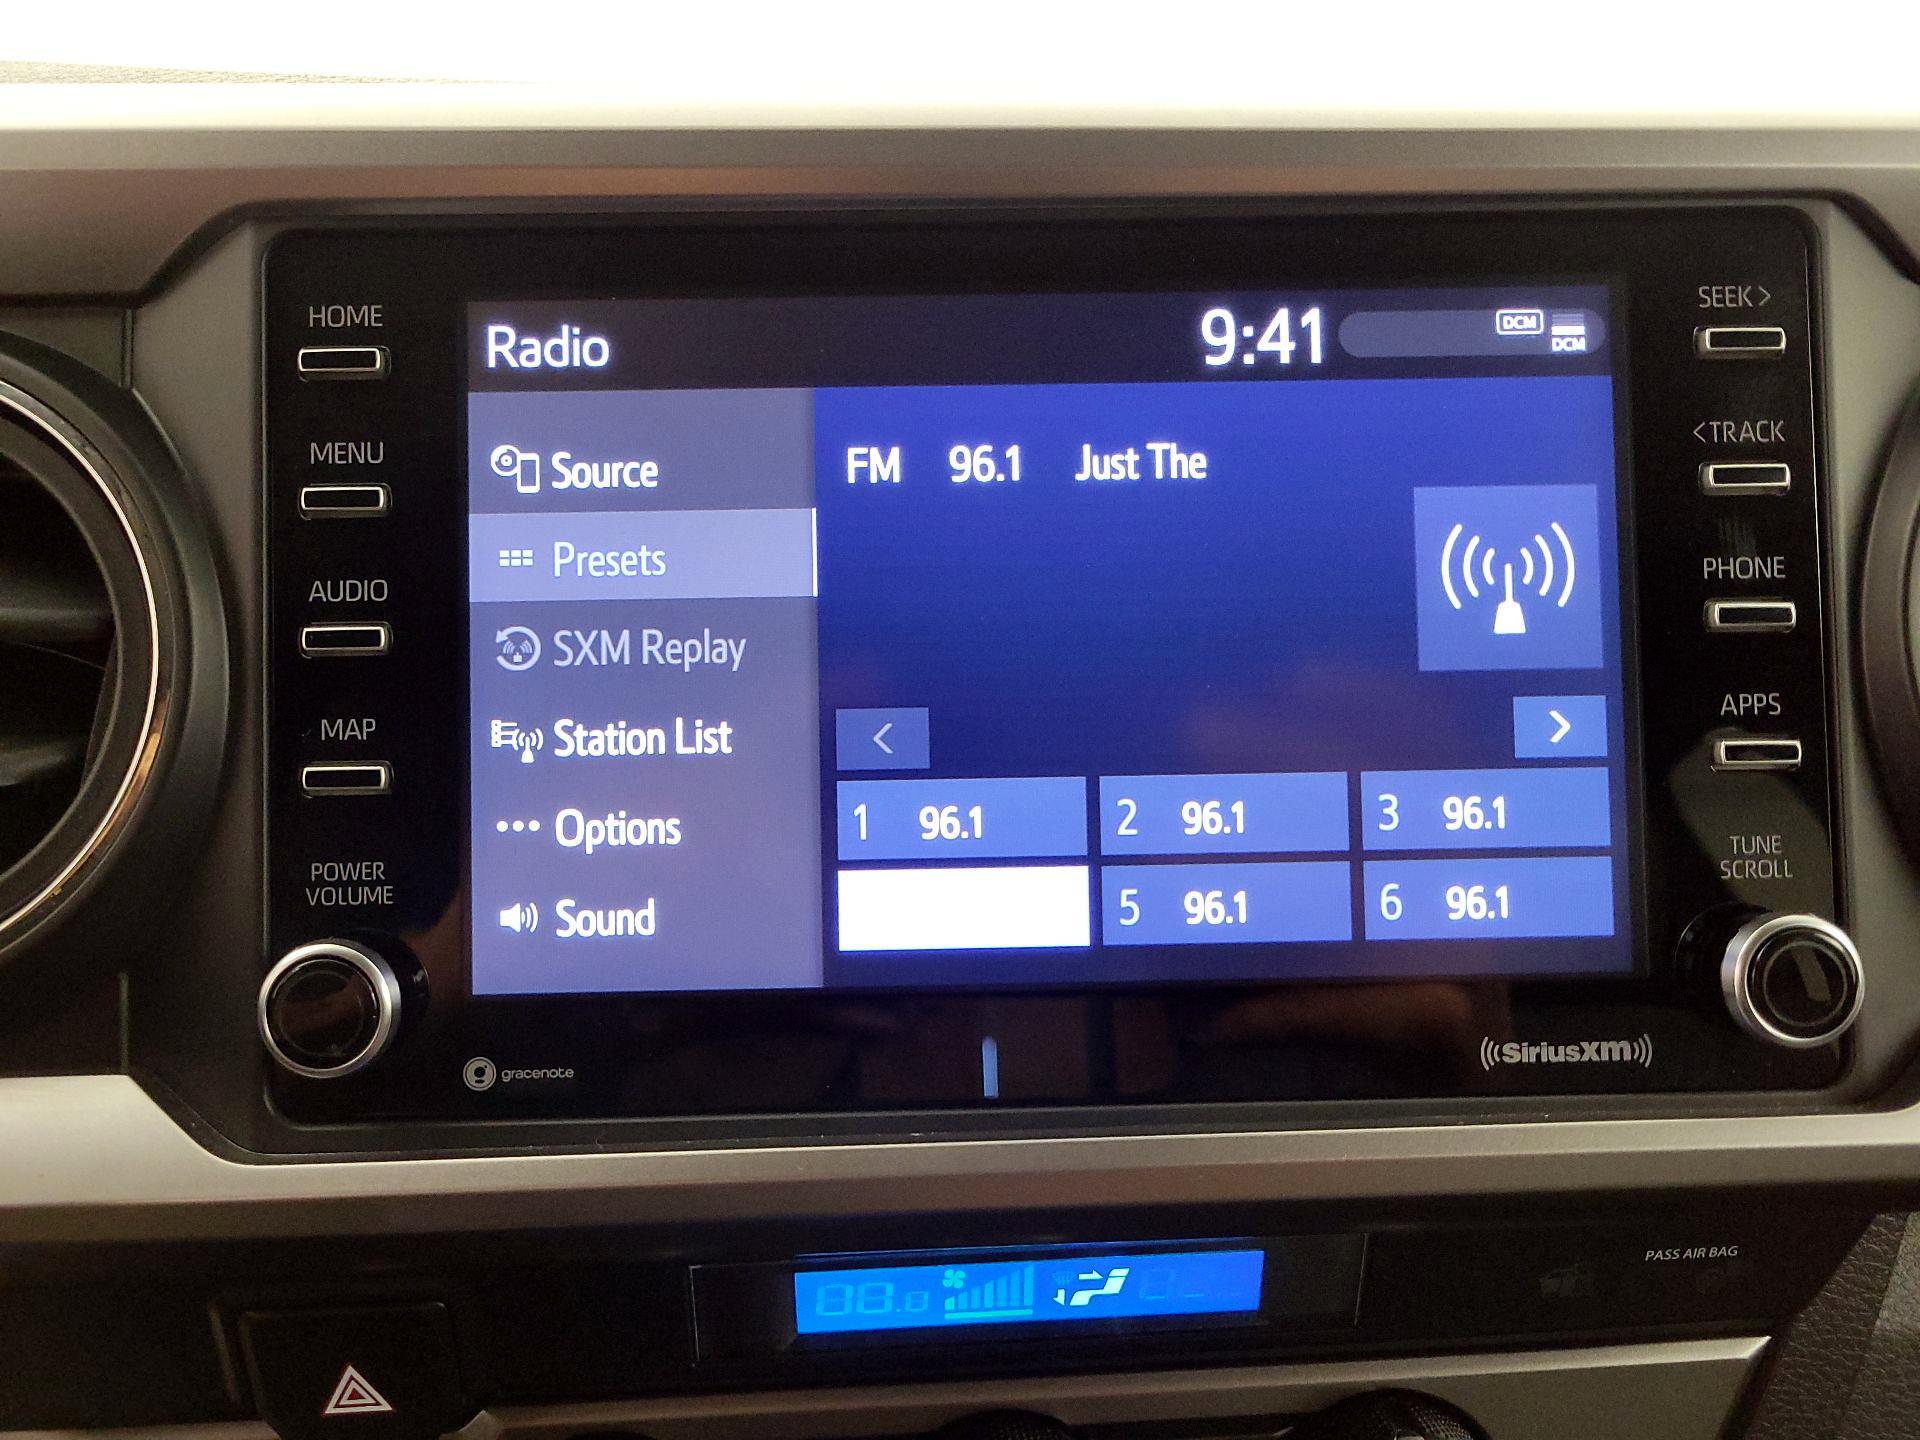 HOME
MENU
AUDIO
MAP
POWER
VOLUME
Radio
9:41
DCM
DCM
Source
Presets
SXM Replay
Station List
Options
Sound
FM 96.1 Just The
<
>
1 96.1
2 96.1
3 96.1
5 96.1
6 96.1
SEEK >
< TRACK
PHONE
APPS
TUNE
SCROLL
gracenote
((SiriusXM))
PASS AIR BAG